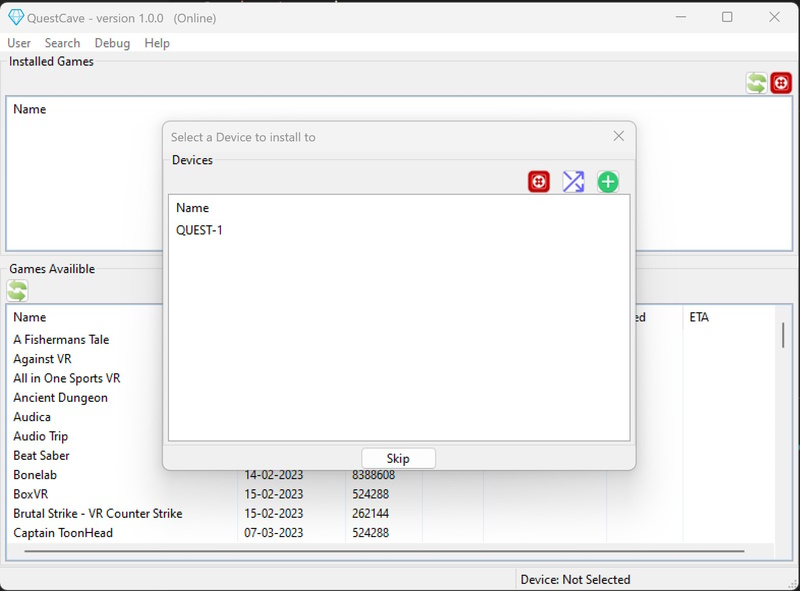 QuestCave - version 1.0.0 (Online)
User Search Debug Help
Installed Games
Name
Select a Device to install to
Devices
Name
QUEST-1
Skip
Games Availible
Name ed ETA
A Fishermans Tale
Against VR
All in One Sports VR
Ancient Dungeon
Audica
Audio Trip
Beat Saber
Bonelab 14-02-2023 8388608
BoxVR 15-02-2023 524288
Brutal Strike - VR Counter Strike 15-02-2023 262144
Captain ToonHead 07-03-2023 524288
Device: Not Selected